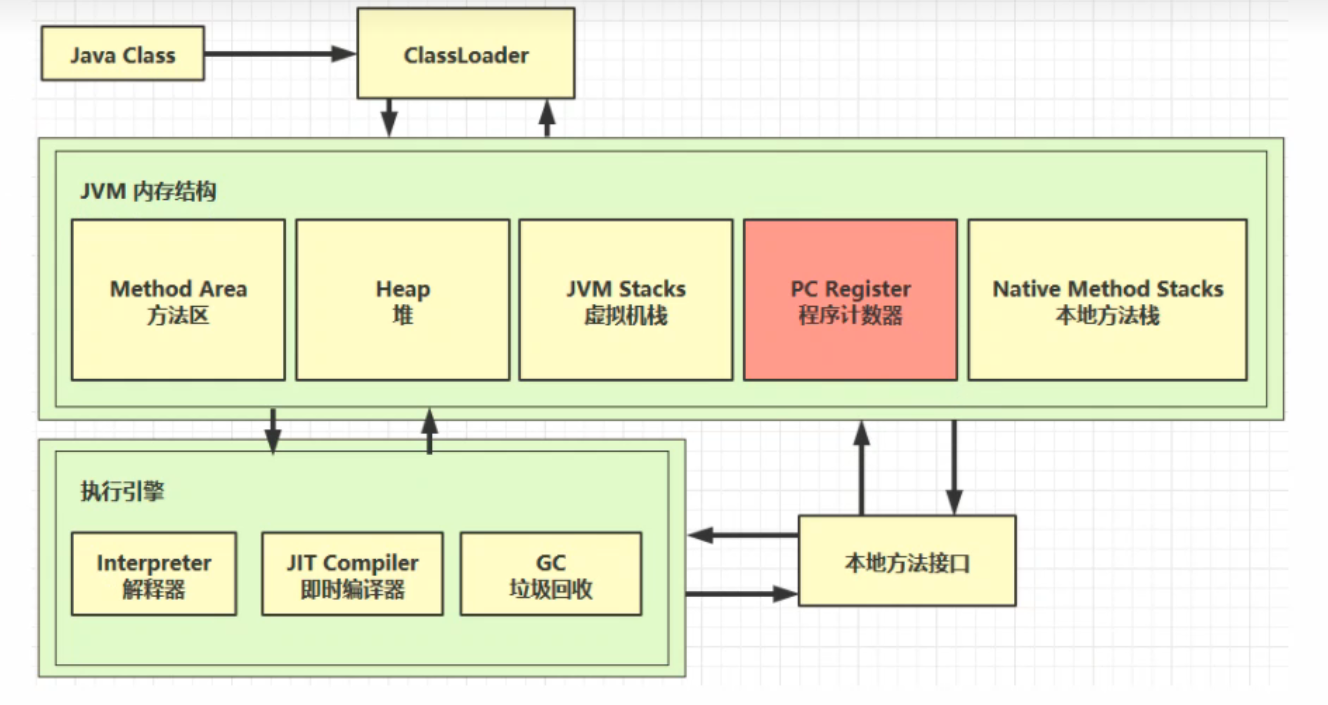 Java Class
ClassLoader
JVM 内存结构
Method Area
方法区
Heap
堆
JVM Stacks
虚拟机栈
PC Register
程序计数器
Native Method Stacks
本地方法栈
执行引擎
Interpreter
解释器
JIT Compiler
即时编译器
GC
垃圾回收
本地方法接口